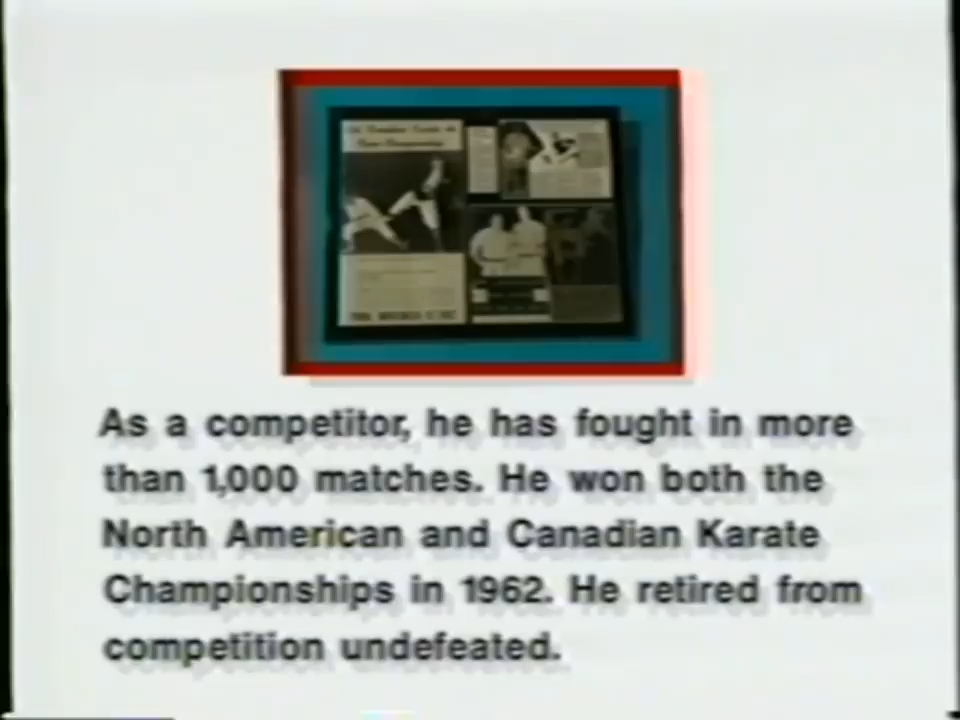 As a competitor, he has fought in more
than 1,000 matches. He won both the
North American and Canadian Karate
Championships in 1962. He retired from
competition undefeated.